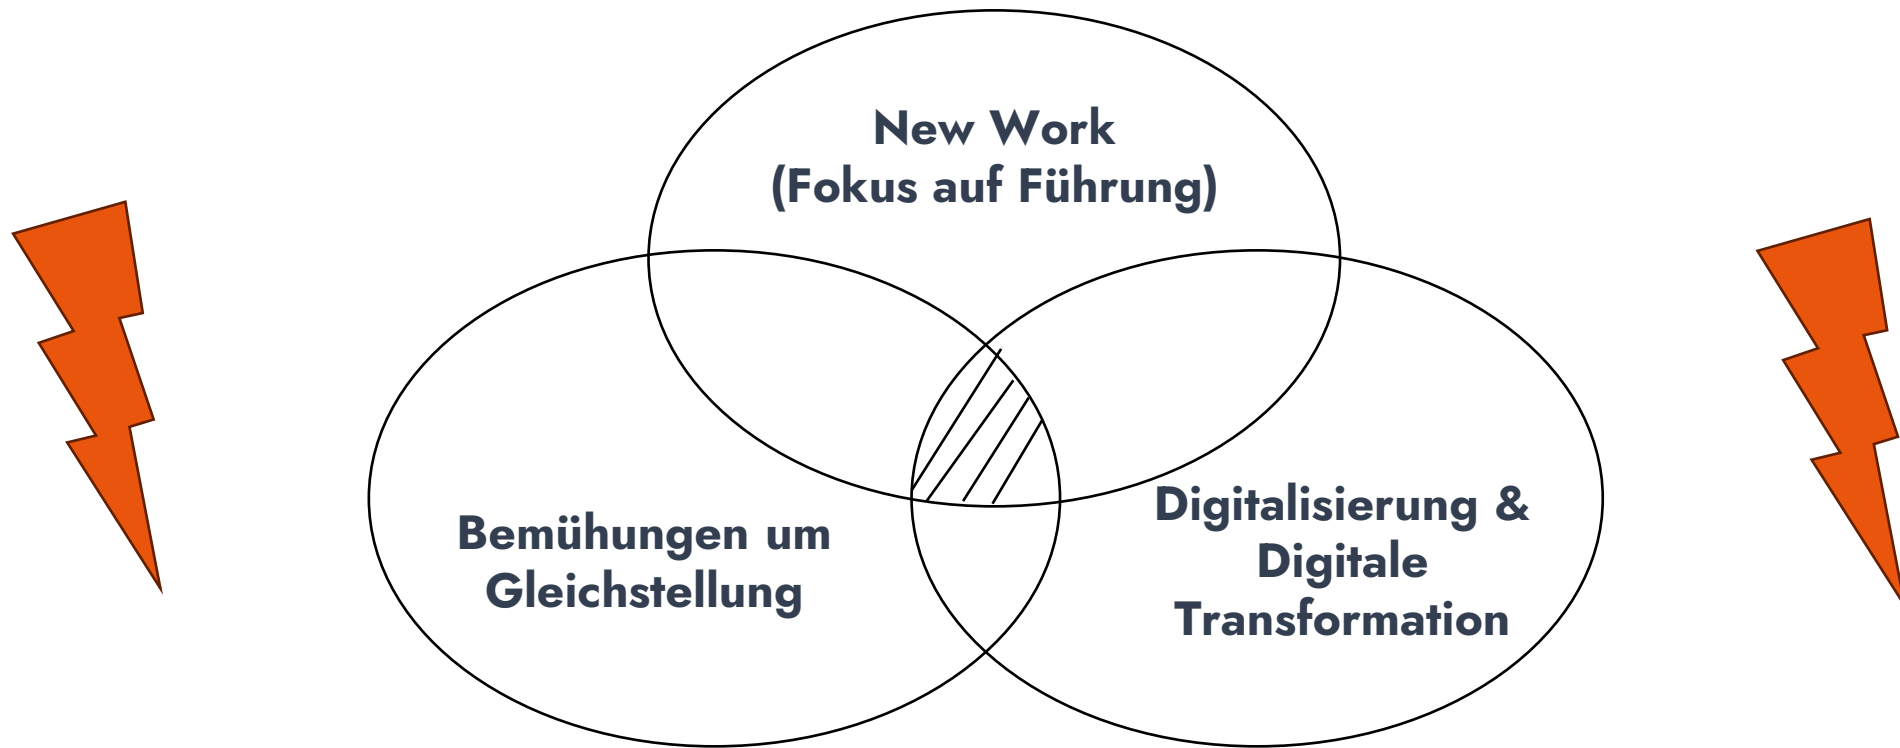 New Work
(Fokus auf Führung)
Bemühungen um
Gleichstellung
Digitalisierung &
Digitale
Transformation